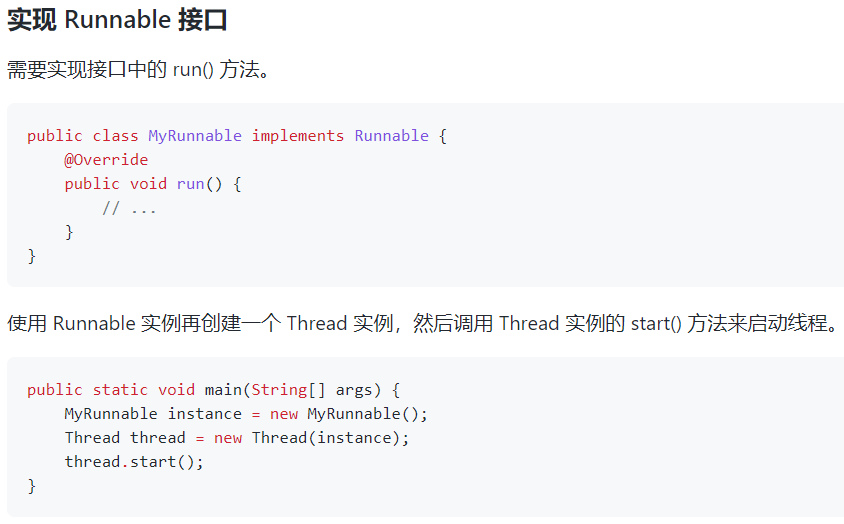 实现 Runnable 接口
需要实现接口中的 run() 方法。
public class MyRunnable implements Runnable {
    @Override
    public void run() {
        // ...
    }
}
使用 Runnable 实例再创建一个 Thread 实例，然后调用 Thread 实例的 start() 方法来启动线程。
public static void main(String[] args) {
    MyRunnable instance = new MyRunnable();
    Thread thread = new Thread(instance);
    thread.start();
}